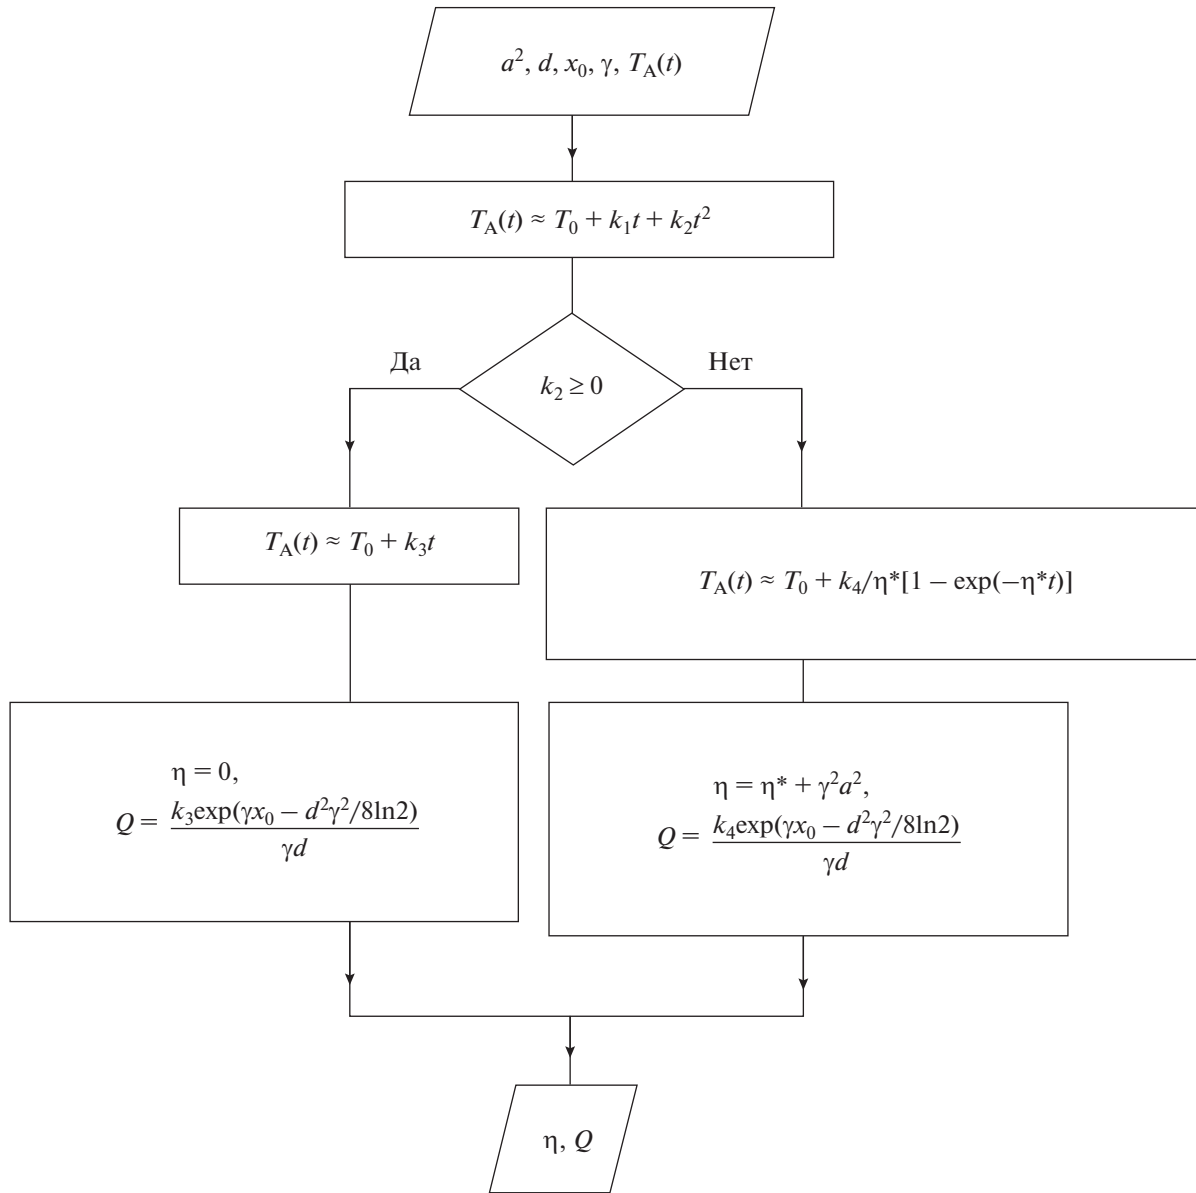 a², d, x₀, γ, T_A(t)
T_A(t) ≈ T₀ + k₁t + k₂t²
Да
Нет
k₂ ≥ 0
T_A(t) ≈ T₀ + k₃t
T_A(t) ≈ T₀ + k₄/η*[1 − exp(−η*t)]
η = 0,
Q = k₃exp(γx₀ − d²γ²/8ln2)
γd
η = η* + γ²a²,
Q = k₄exp(γx₀ − d²γ²/8ln2)
γd
η, Q